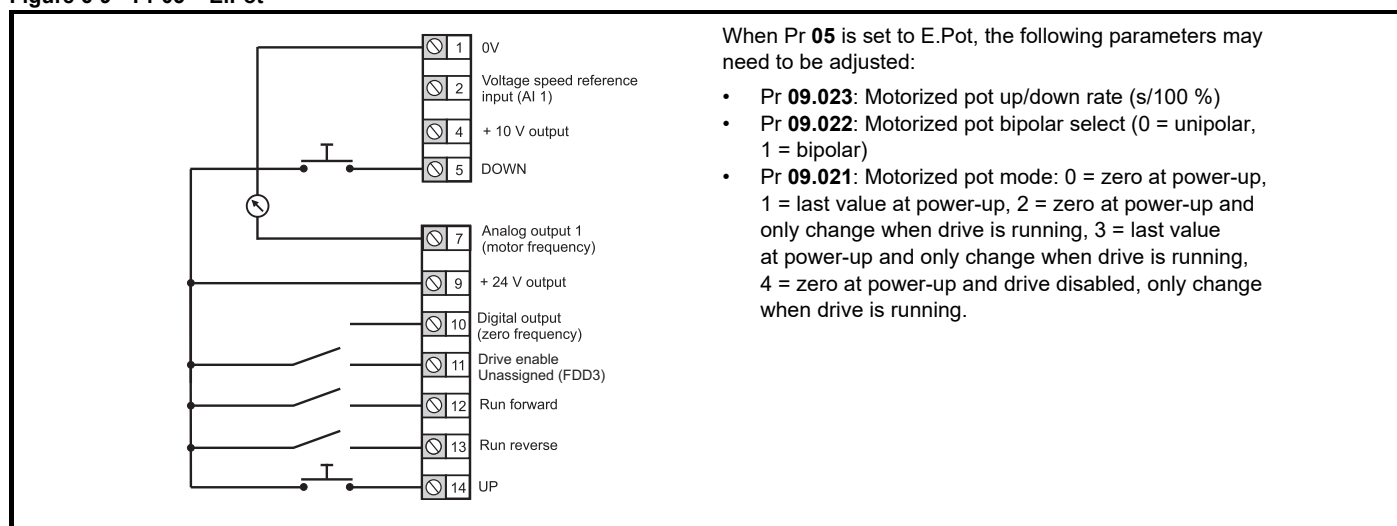 1 0V
2 Voltage speed reference
input (AI 1)
4 + 10 V output
5 DOWN
7 Analog output 1
(motor frequency)
9 + 24 V output
10 Digital output
(zero frequency)
11 Drive enable
Unassigned (FDD3)
12 Run forward
13 Run reverse
14 UP
When Pr 05 is set to E.Pot, the following parameters may
need to be adjusted:
• Pr 09.023: Motorized pot up/down rate (s/100 %)
• Pr 09.022: Motorized pot bipolar select (0 = unipolar,
1 = bipolar)
• Pr 09.021: Motorized pot mode: 0 = zero at power-up,
1 = last value at power-up, 2 = zero at power-up and
only change when drive is running, 3 = last value
at power-up and only change when drive is running,
4 = zero at power-up and drive disabled, only change
when drive is running.